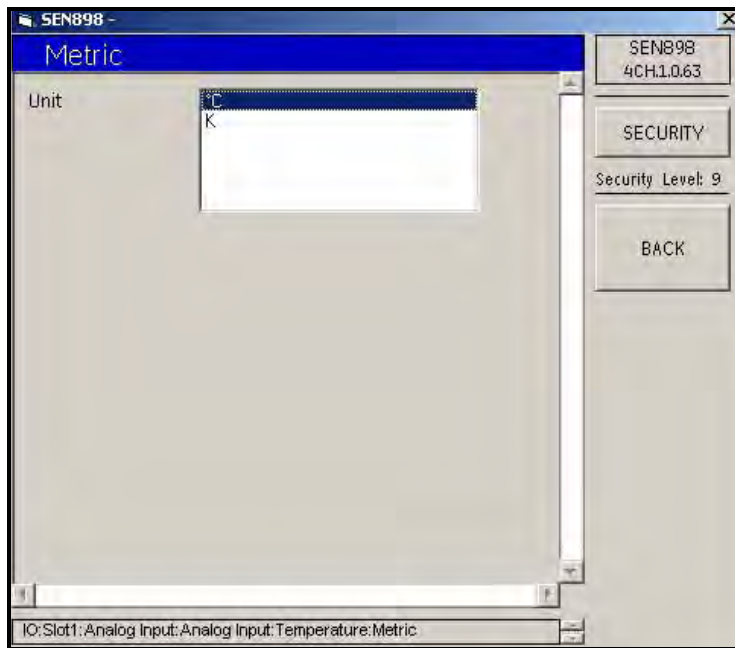 SEN898 -
Metric
Unit
°C
K
SEN898
4CH.1.0.63
SECURITY
Security Level: 9
BACK
IO:Slot1:Analog Input:Analog Input:Temperature:Metric